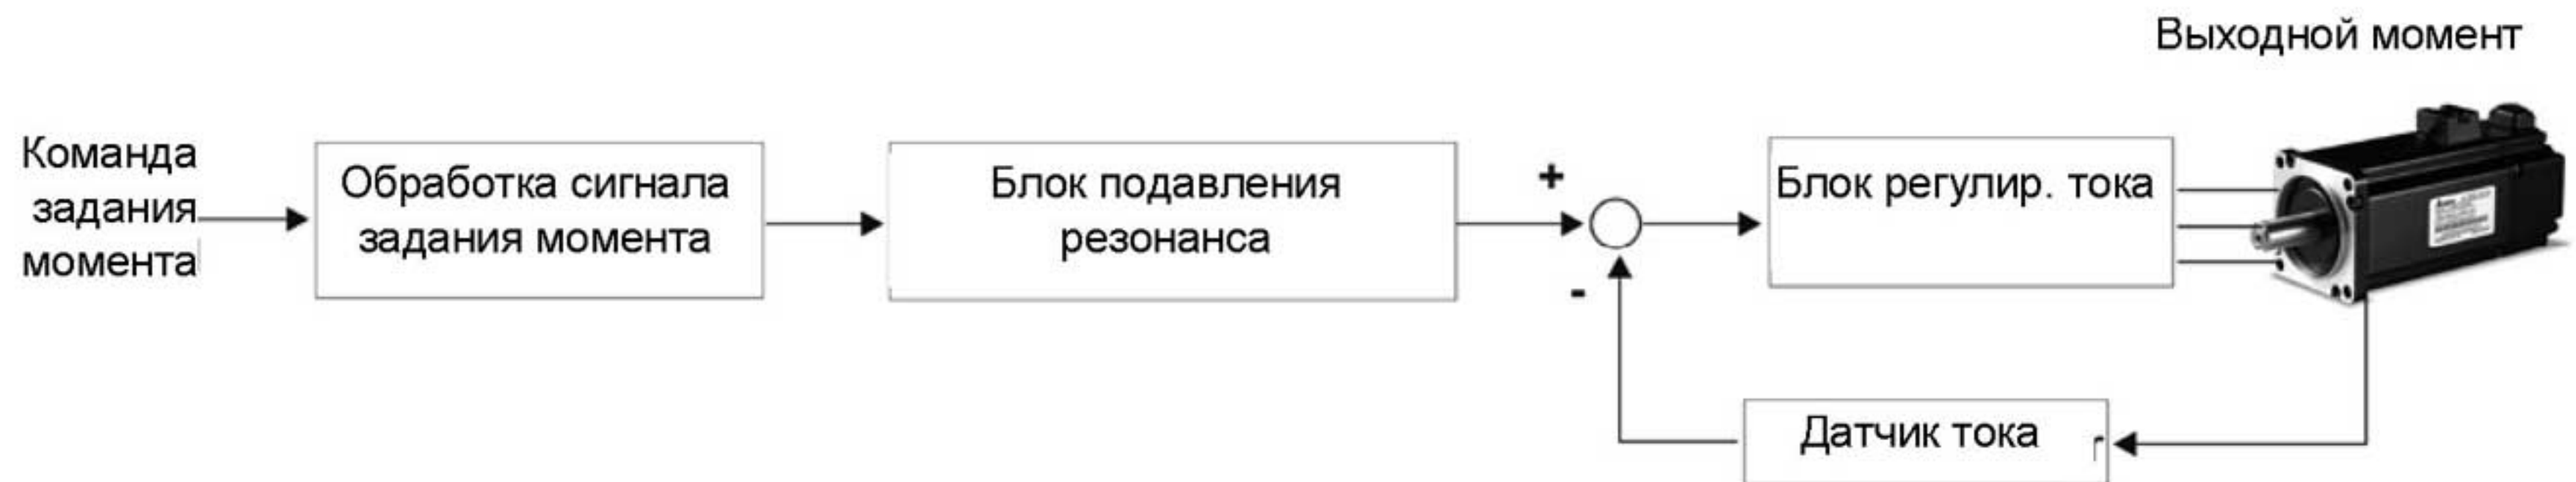 Выходной момент
Команда
задания
момента
Обработка сигнала
задания момента
Блок подавления
резонанса
+
-
Блок регулир. тока
Датчик тока